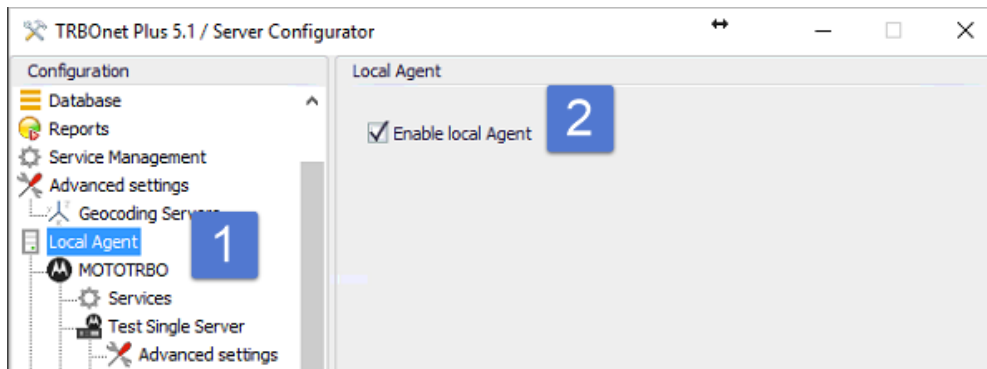 TRBOnet Plus 5.1 / Server Configurator
Configuration
Database
Reports
Service Management
Advanced settings
Geocoding Servers
Local Agent
1
MOTOTRBO
Services
Test Single Server
Advanced settings
Local Agent
Enable local Agent
2